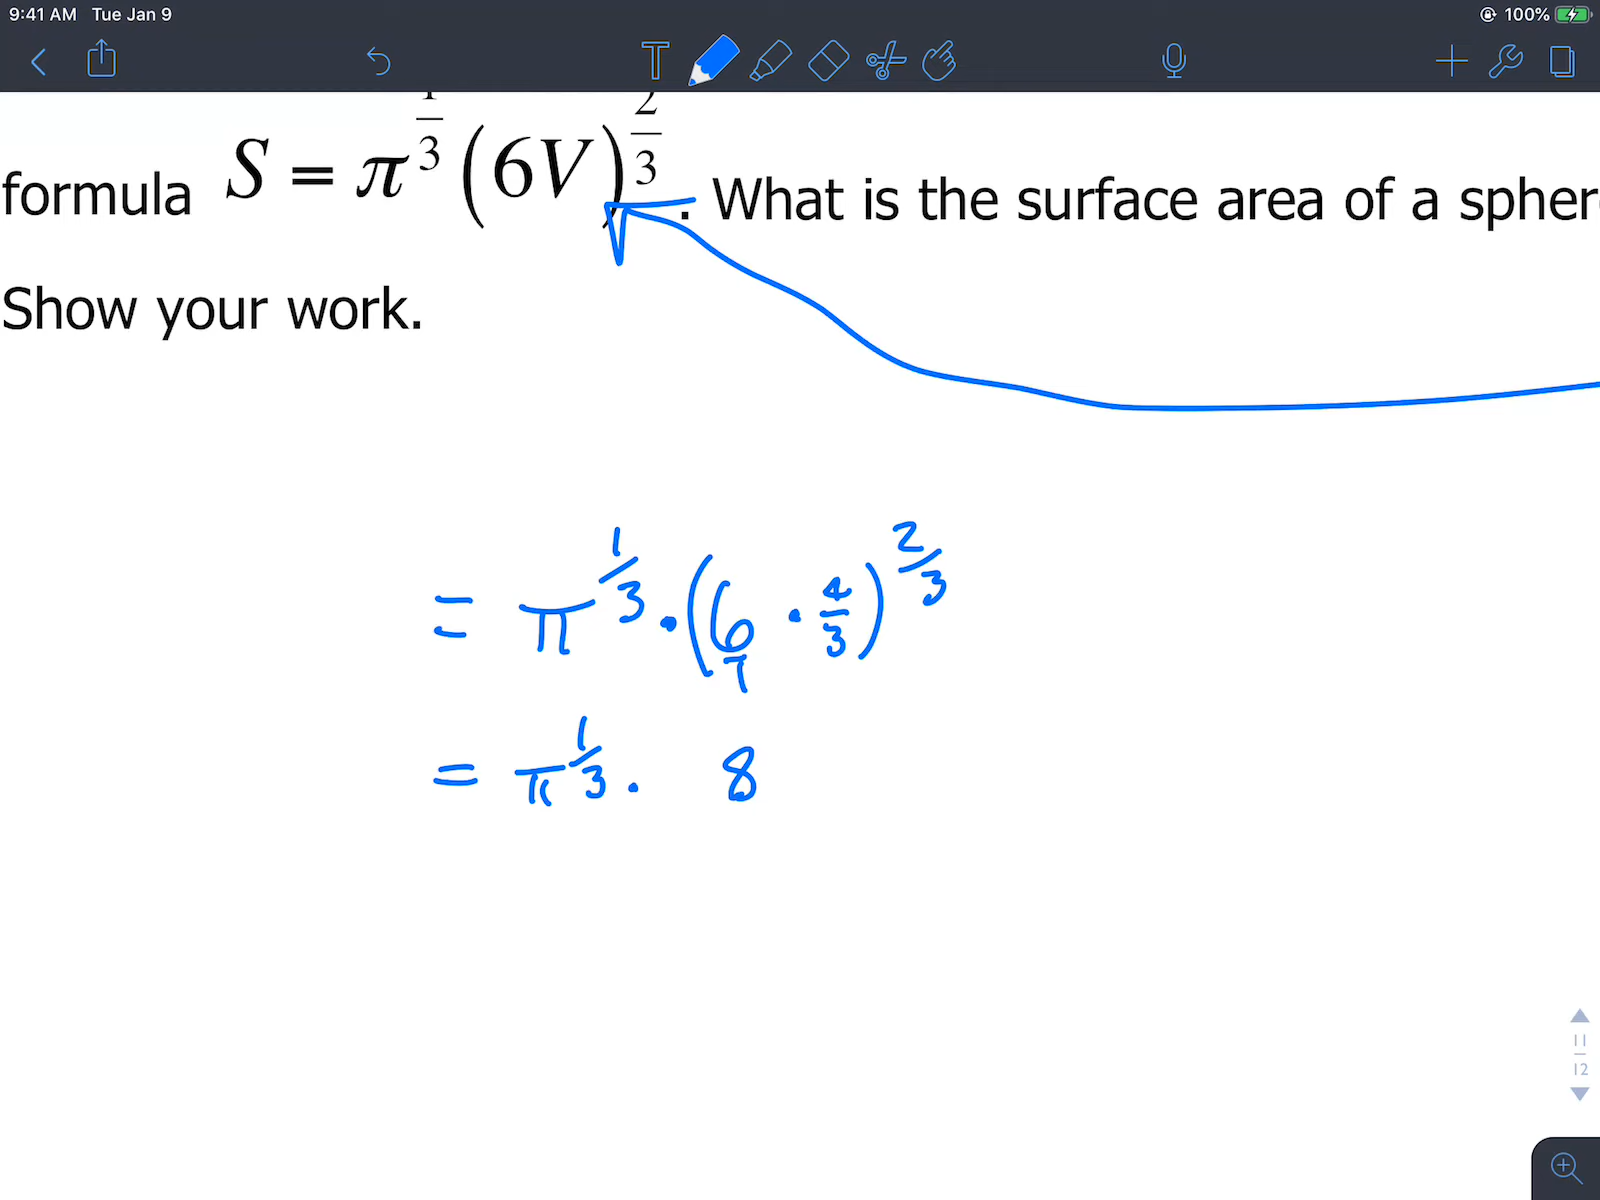 9:41 AM Tue Jan 9 100%
formula S = π^(1/3) (6V)^(2/3). What is the surface area of a spher
Show your work.
= π^(1/3) · (6/1 · 4/3)^(2/3)
= π^(1/3) · 8
11
12